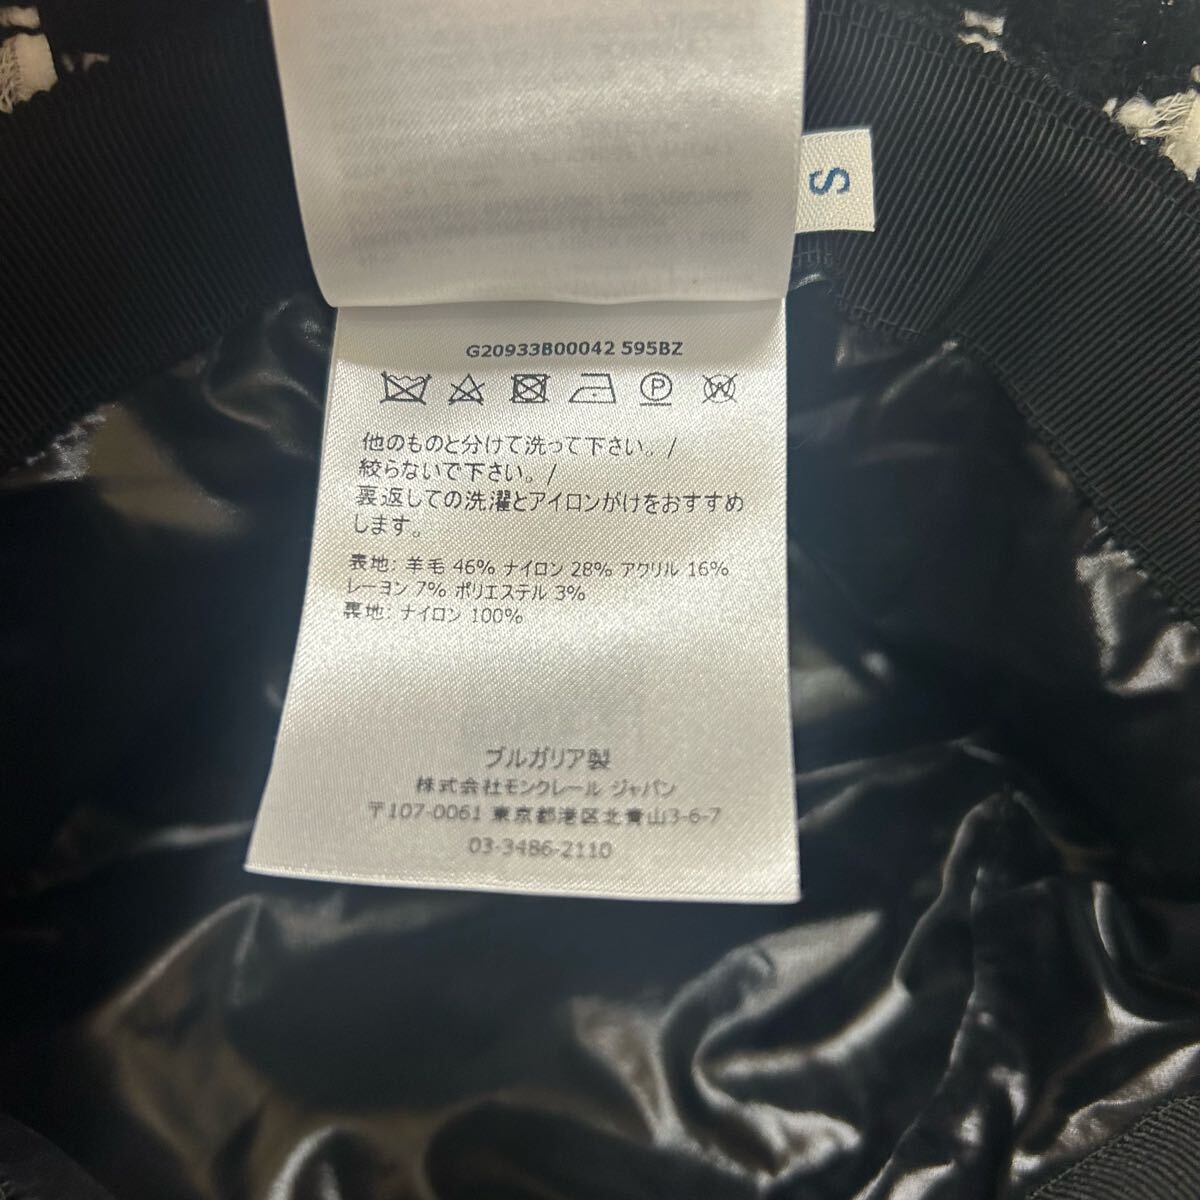 S
G20933B00042 595BZ
P W
他のものと分けて洗って下さい。/
絞らないで下さい。/
裏返しての洗濯とアイロンがけをおすすめ
します。
表地: 羊毛 46% ナイロン 28% アクリル 16%
レーヨン 7% ポリエステル 3%
裏地: ナイロン 100%
ブルガリア製
株式会社モンクレール ジャパン
〒107-0061 東京都港区北青山3-6-7
03-3486-2110